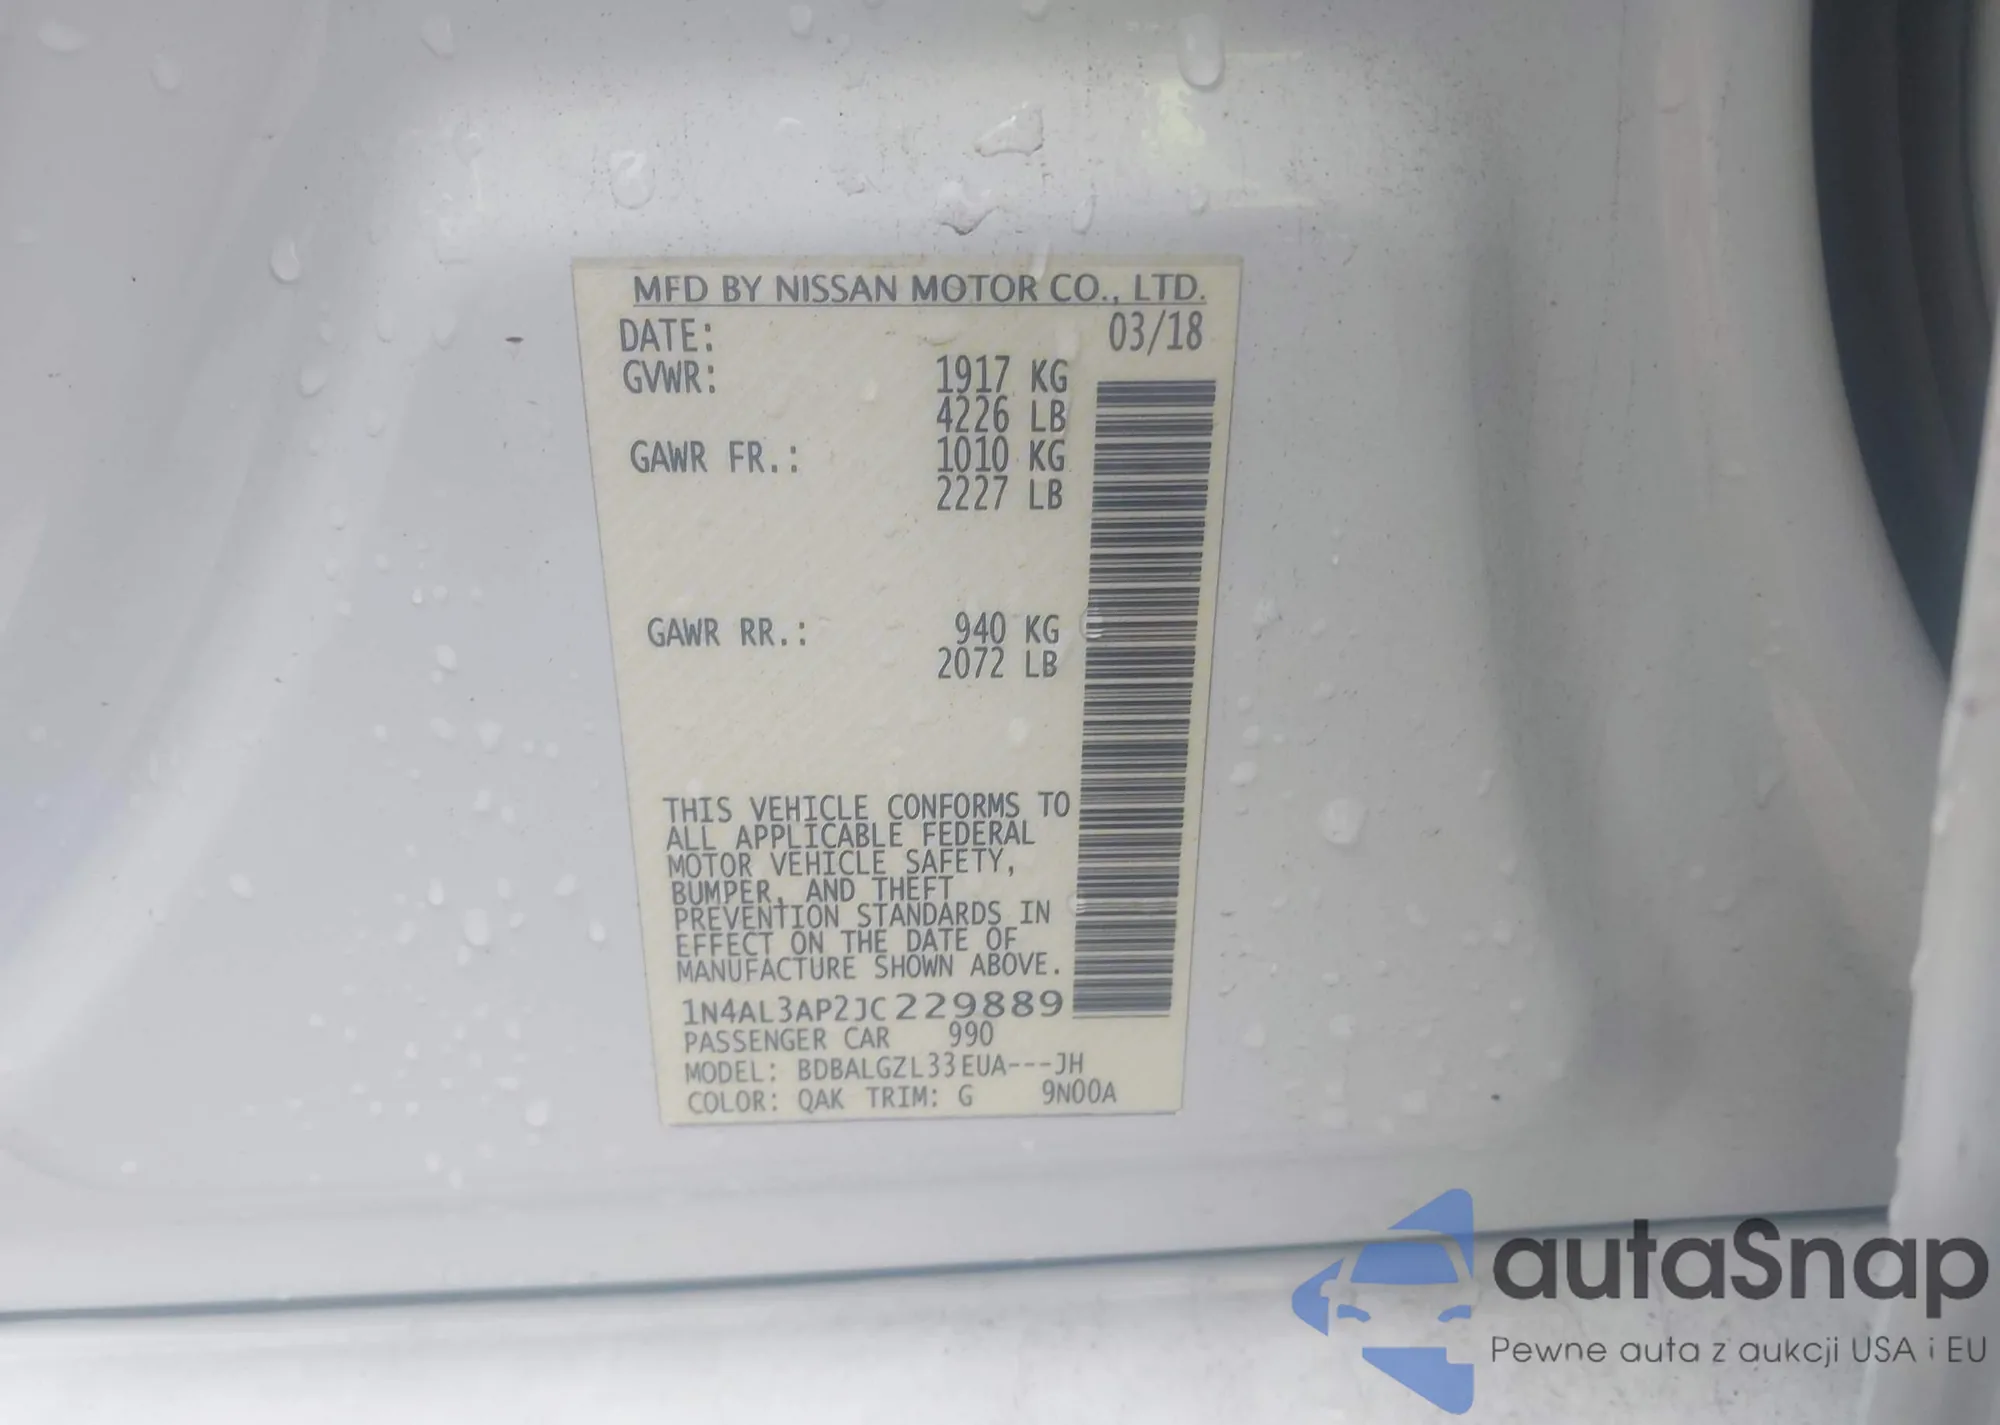 MFD BY NISSAN MOTOR CO., LTD.
DATE: 03/18
GVWR: 1917 KG
4226 LB
GAWR FR.: 1010 KG
2227 LB
GAWR RR.: 940 KG
2072 LB
THIS VEHICLE CONFORMS TO
ALL APPLICABLE FEDERAL
MOTOR VEHICLE SAFETY,
BUMPER, AND THEFT
PREVENTION STANDARDS IN
EFFECT ON THE DATE OF
MANUFACTURE SHOWN ABOVE.
1N4AL3AP2JC229889
PASSENGER CAR 990
MODEL: BDBALGZL33EUA---JH
COLOR: QAK TRIM: G 9N00A
autaSnap
Pewne auta z aukcji USA i EU